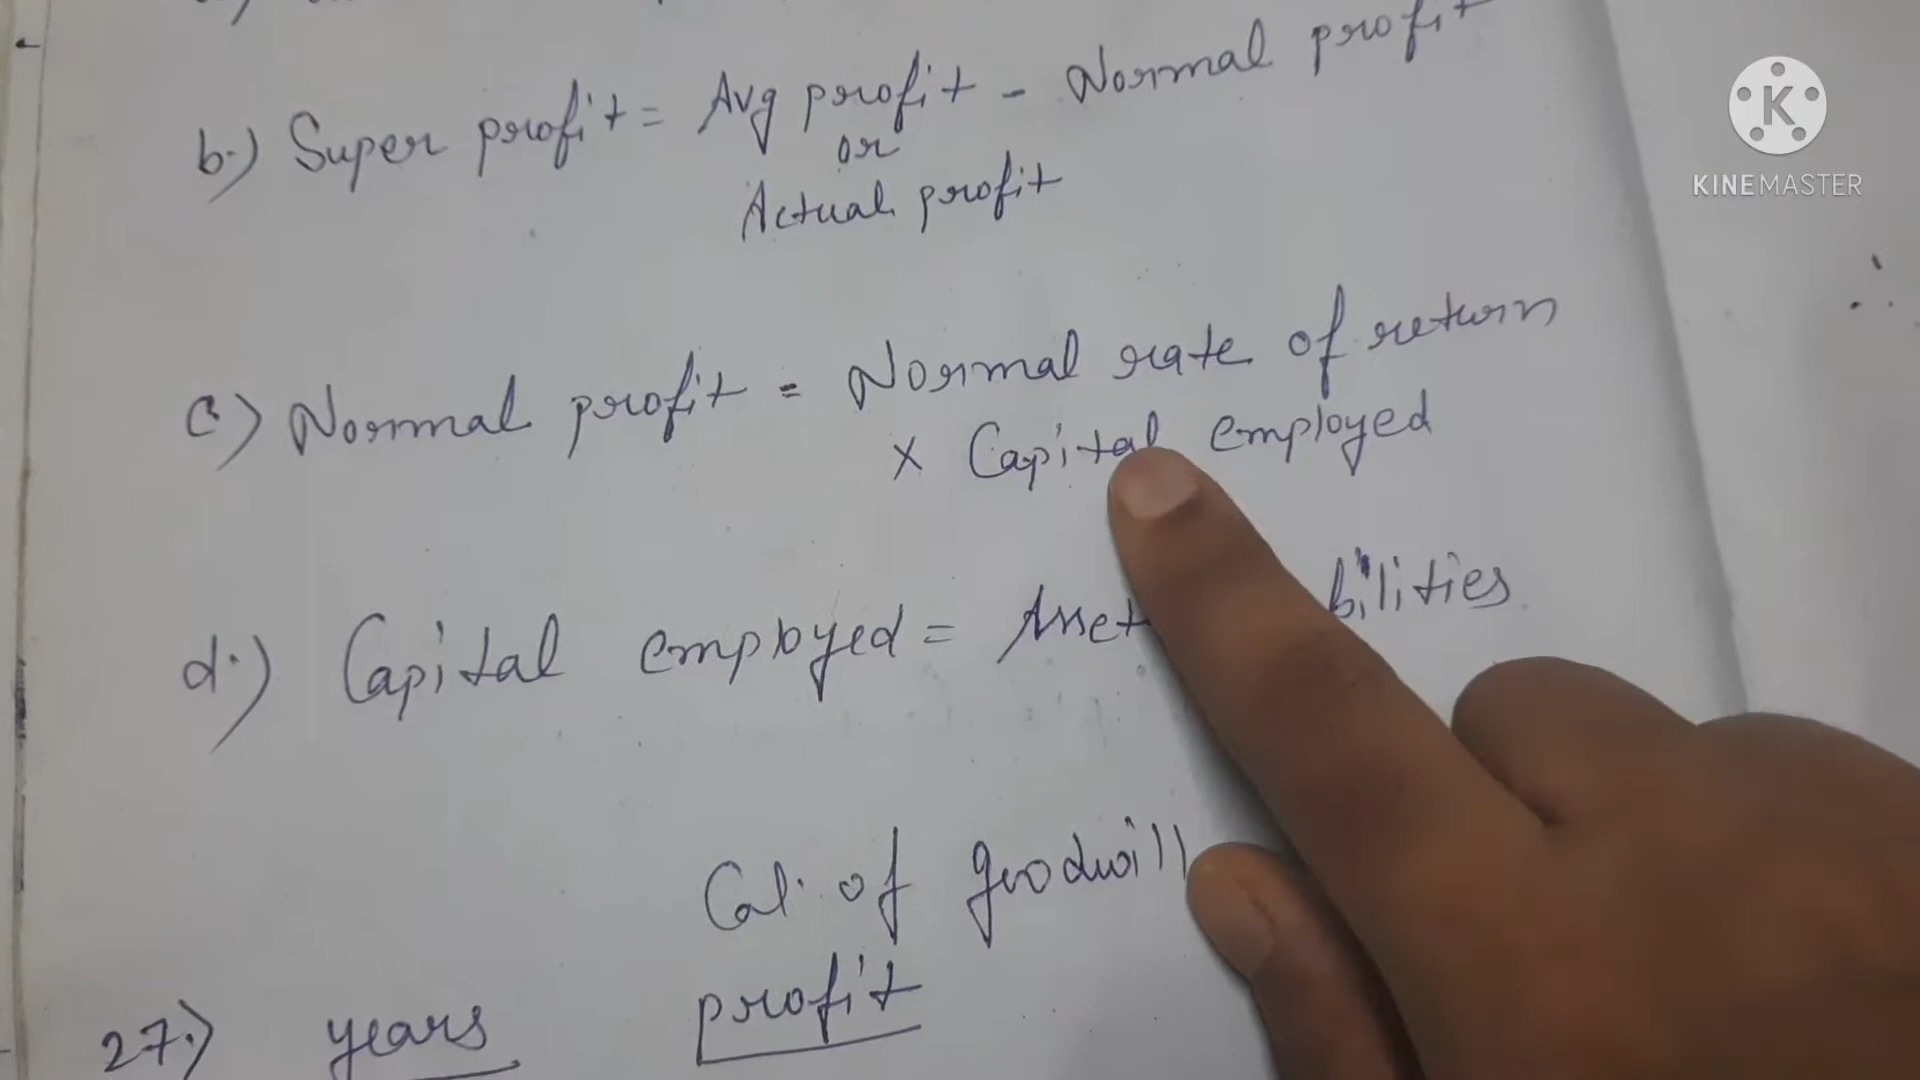 b.) Super profit = Avg profit - Normal profit
or
Actual profit
KINEMASTER
c) Normal profit = Normal rate of return
x Capital employed
d.) Capital employed = Asset bilities
Cal. of goodwill
27.) years profit